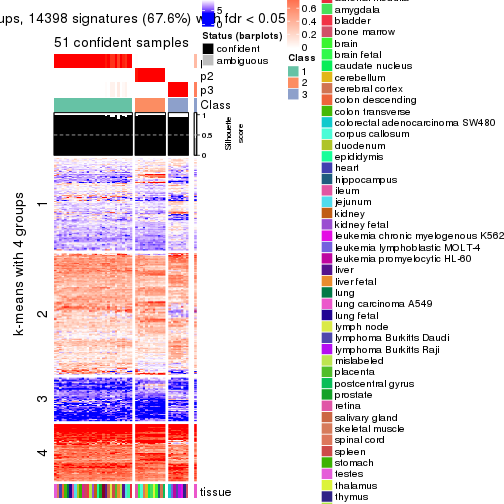 ups, 14398 signatures (67.6%) with fdr < 0.05
51 confident samples
p2
p3
Class
1
0.5
0
Silhouette
score
k-means with 4 groups
1
2
3
4
tissue
5
0
Status (barplots)
confident
ambiguous
0.6
0.4
0.2
0
Class
1
2
3
amygdala
bladder
bone marrow
brain
brain fetal
caudate nucleus
cerebellum
cerebral cortex
colon descending
colon transverse
colorectal adenocarcinoma SW480
corpus callosum
duodenum
epididymis
heart
hippocampus
ileum
jejunum
kidney
kidney fetal
leukemia chronic myelogenous K562
leukemia lymphoblastic MOLT-4
leukemia promyelocytic HL-60
liver
liver fetal
lung
lung carcinoma A549
lung fetal
lymph node
lymphoma Burkitts Daudi
lymphoma Burkitts Raji
mislabeled
placenta
postcentral gyrus
prostate
retina
salivary gland
skeletal muscle
spinal cord
spleen
stomach
testes
thalamus
thymus